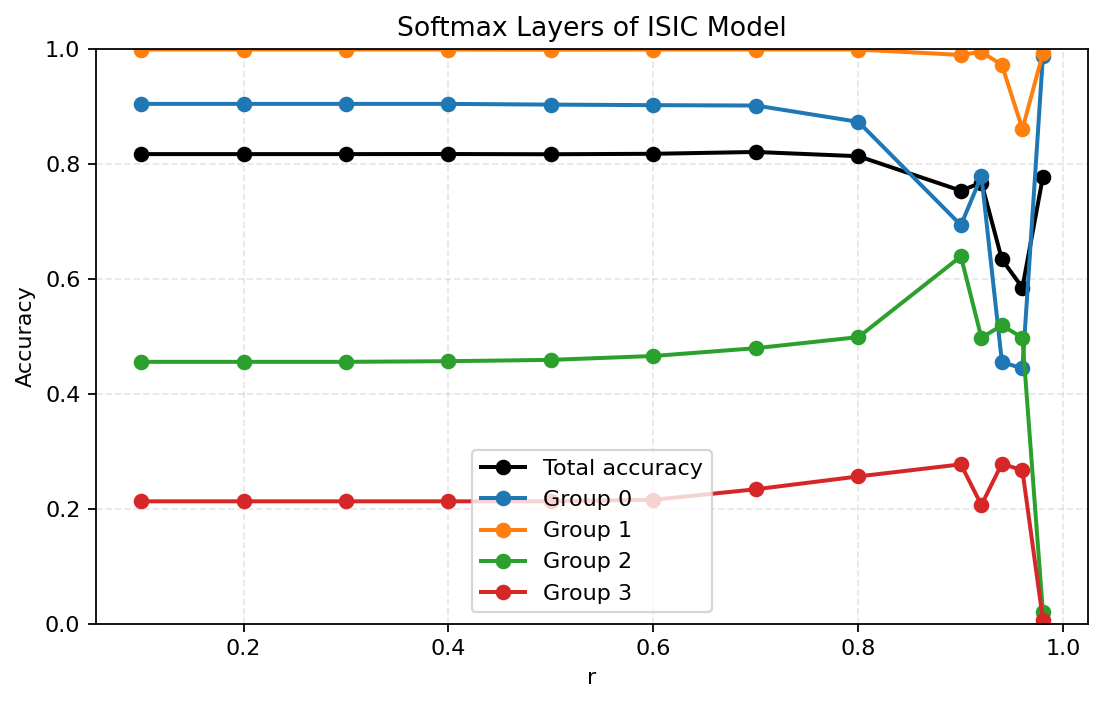 Softmax Layers of ISIC Model
1.0
0.8
0.6
0.4
0.2
0.0
Accuracy
Total accuracy
Group 0
Group 1
Group 2
Group 3
0.2 0.4 0.6 0.8 1.0
r